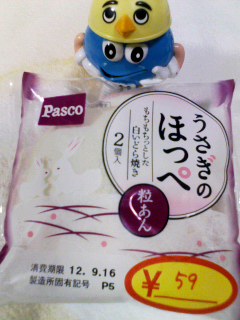 Pasco
うさぎの
ほっぺ
もちもちっとした
白いどら焼き
2個入
粒あん
消費期限 12. 9.16
製造所固有記号 P5
¥ 59